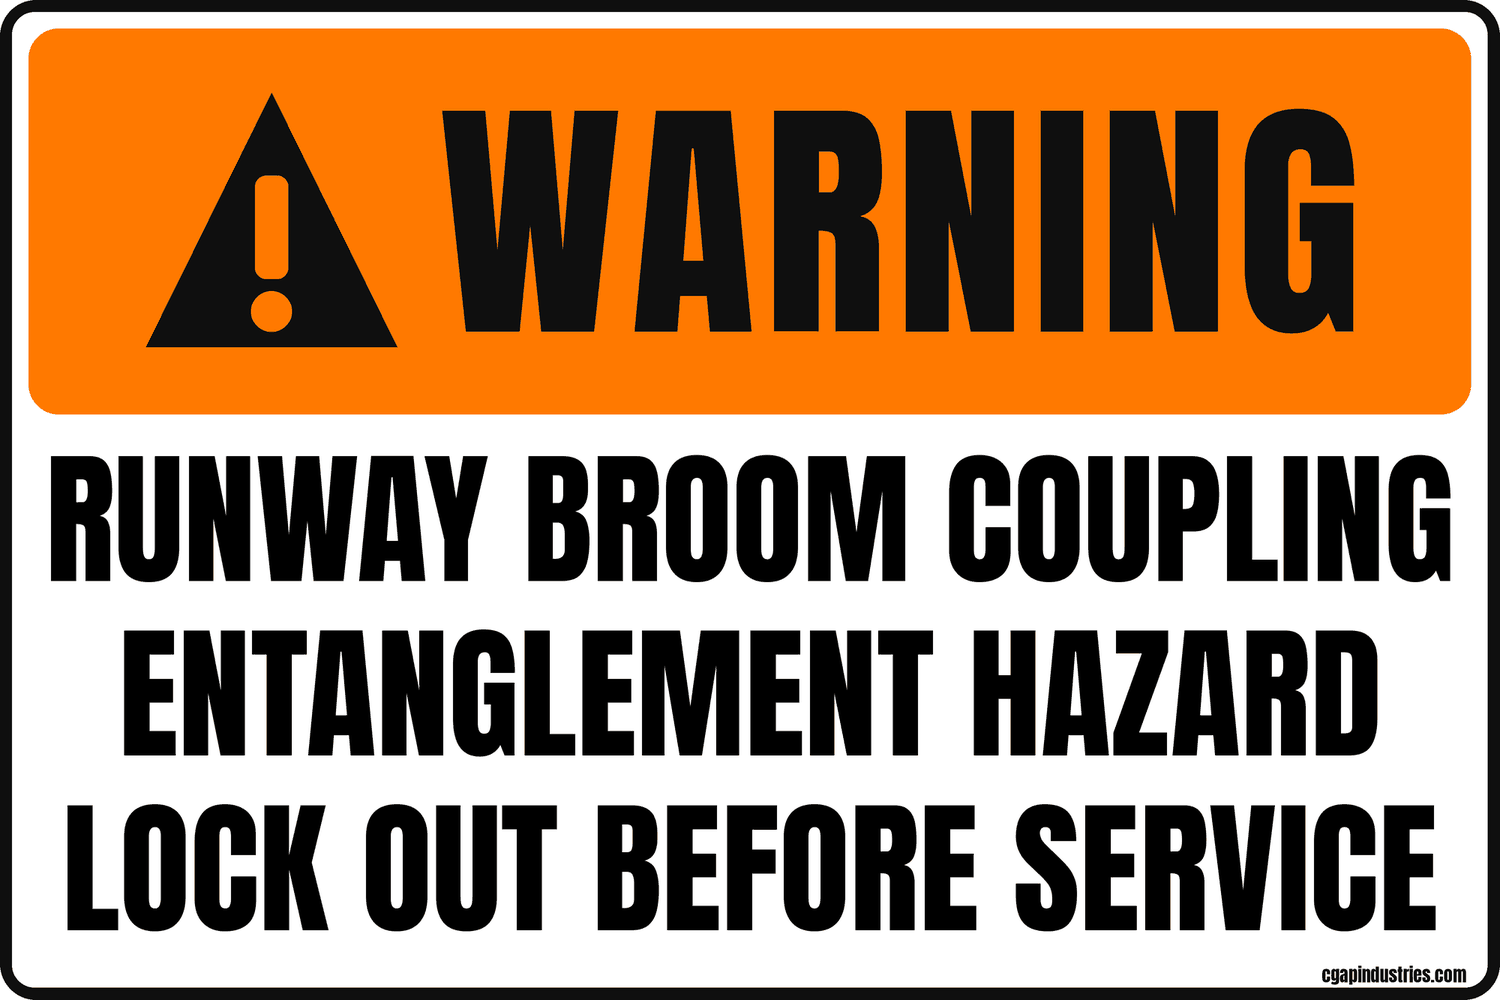 WARNING
RUNWAY BROOM COUPLING
ENTANGLEMENT HAZARD
LOCK OUT BEFORE SERVICE
cgapindustries.com